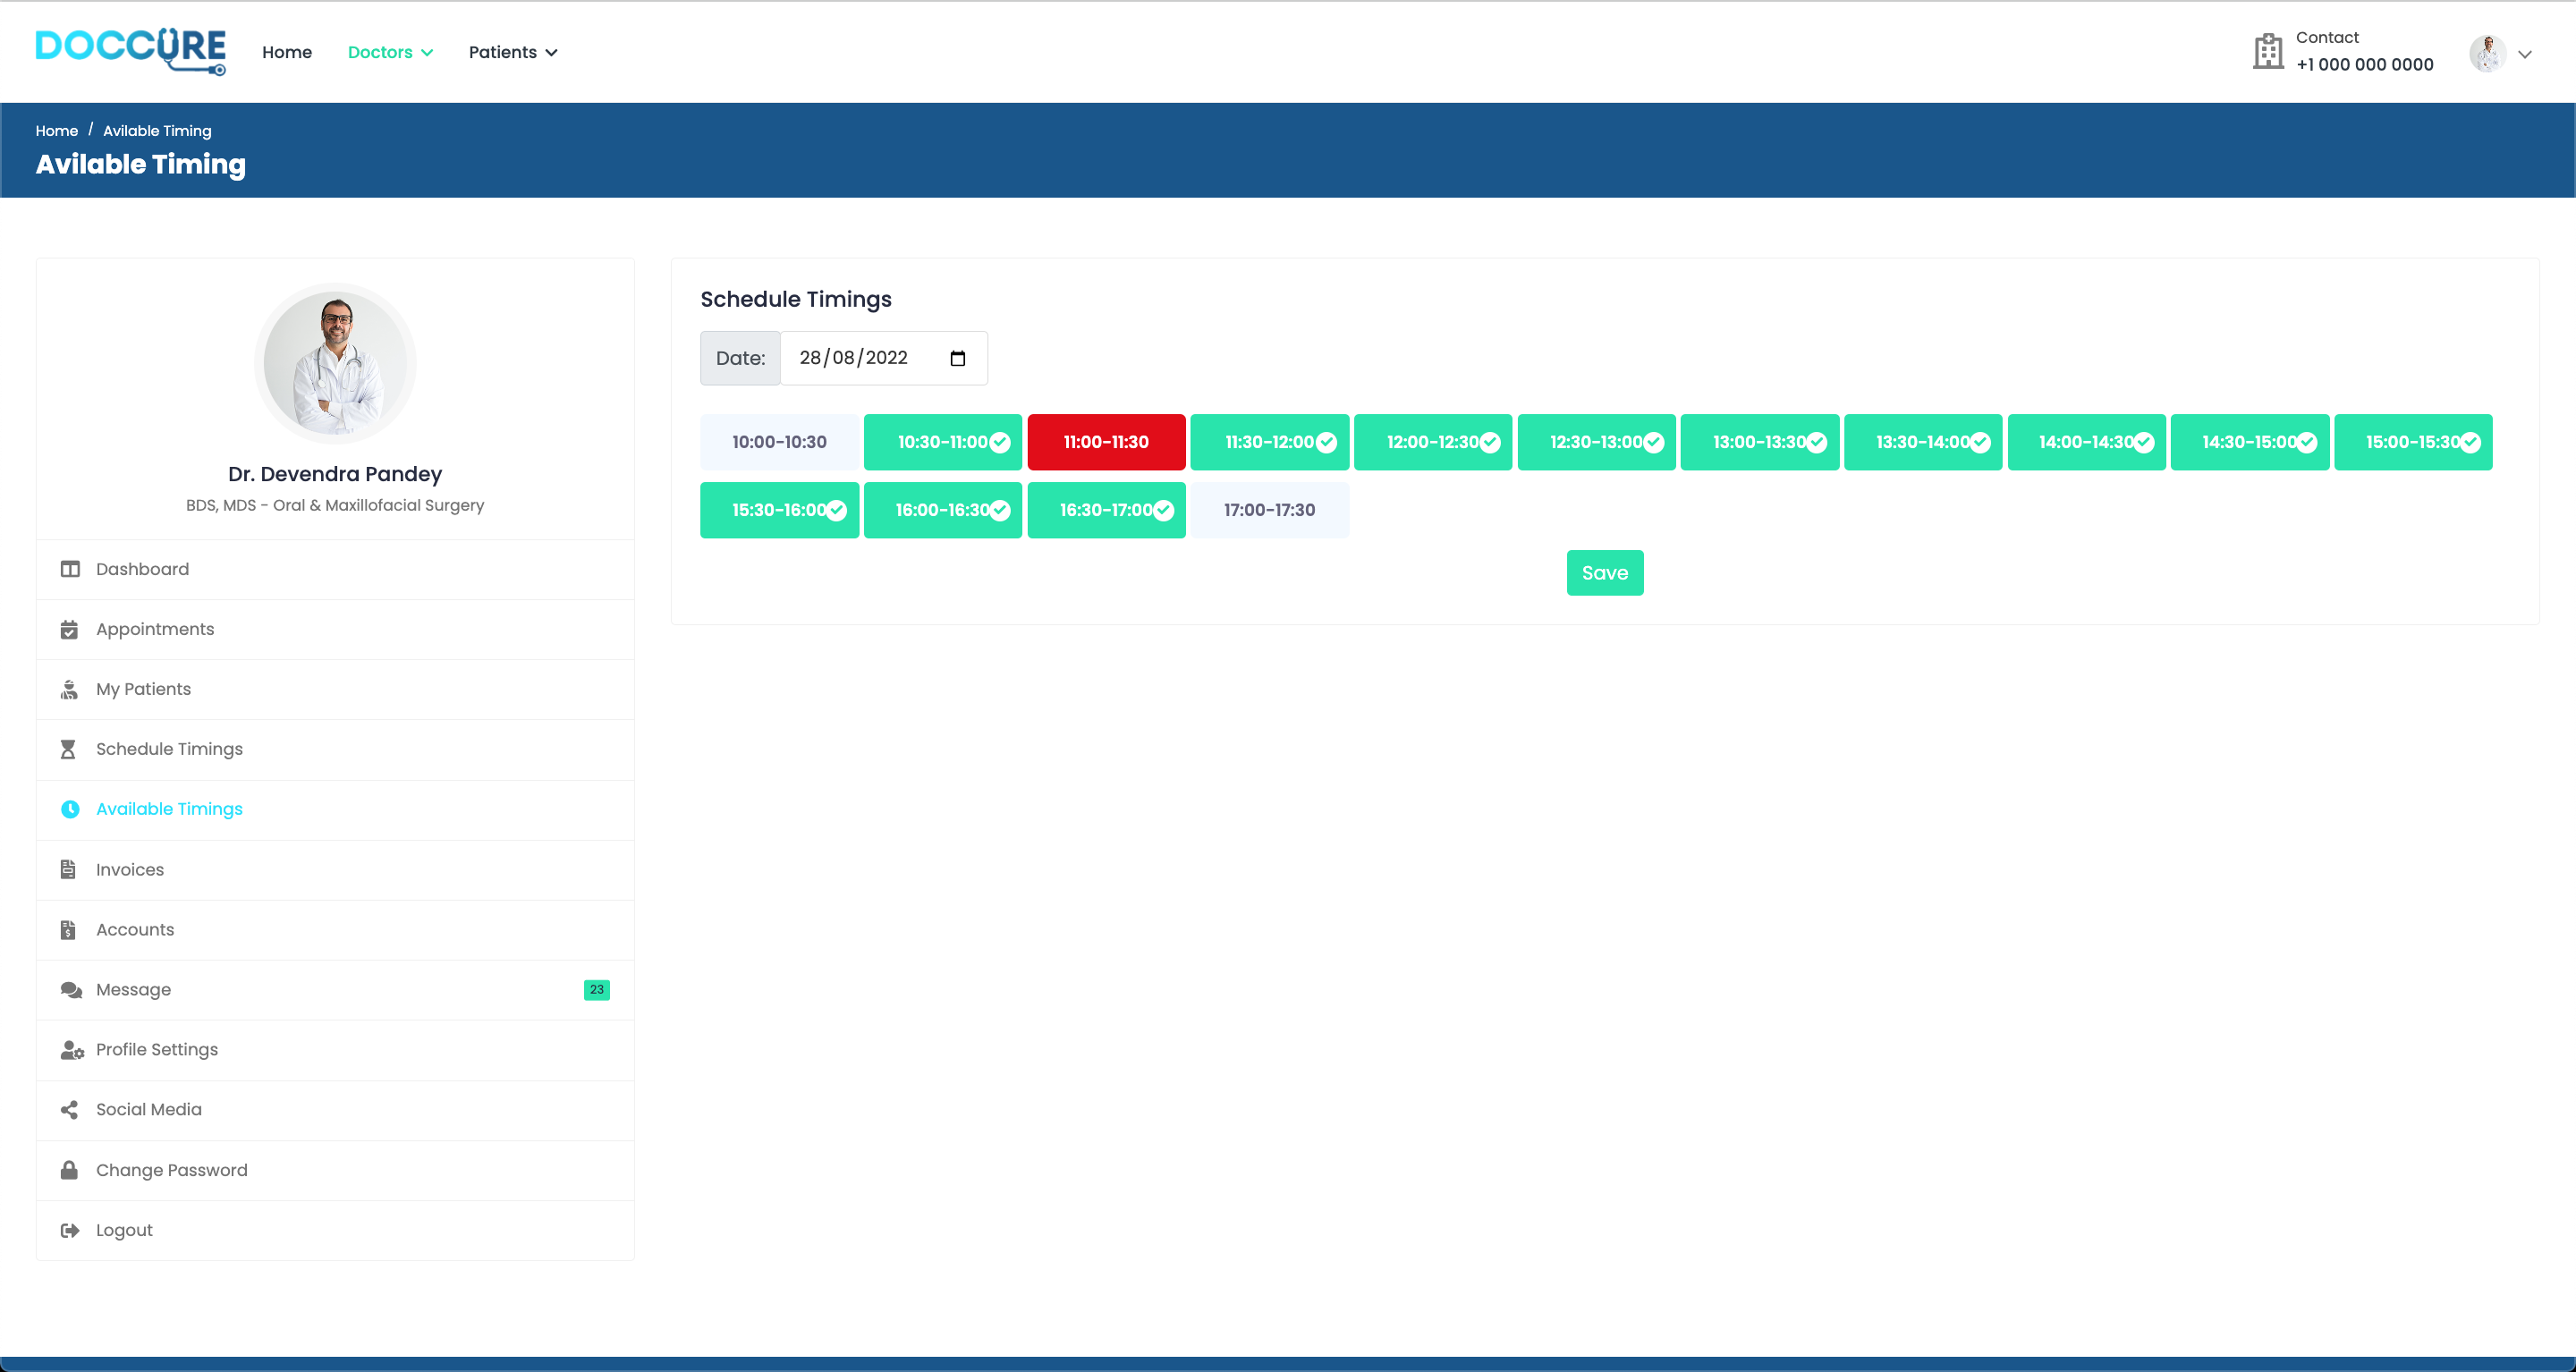 DOCCURE
Home
Doctors
Patients
Contact
+1 000 000 0000
Home / Avilable Timing
Avilable Timing
Dr. Devendra Pandey
BDS, MDS - Oral & Maxillofacial Surgery
Dashboard
Appointments
My Patients
Schedule Timings
Available Timings
Invoices
Accounts
Message 23
Profile Settings
Social Media
Change Password
Logout
Schedule Timings
Date: 28/08/2022
10:00-10:30 10:30-11:00 11:00-11:30 11:30-12:00 12:00-12:30 12:30-13:00 13:00-13:30 13:30-14:00 14:00-14:30 14:30-15:00 15:00-15:30
15:30-16:00 16:00-16:30 16:30-17:00 17:00-17:30
Save